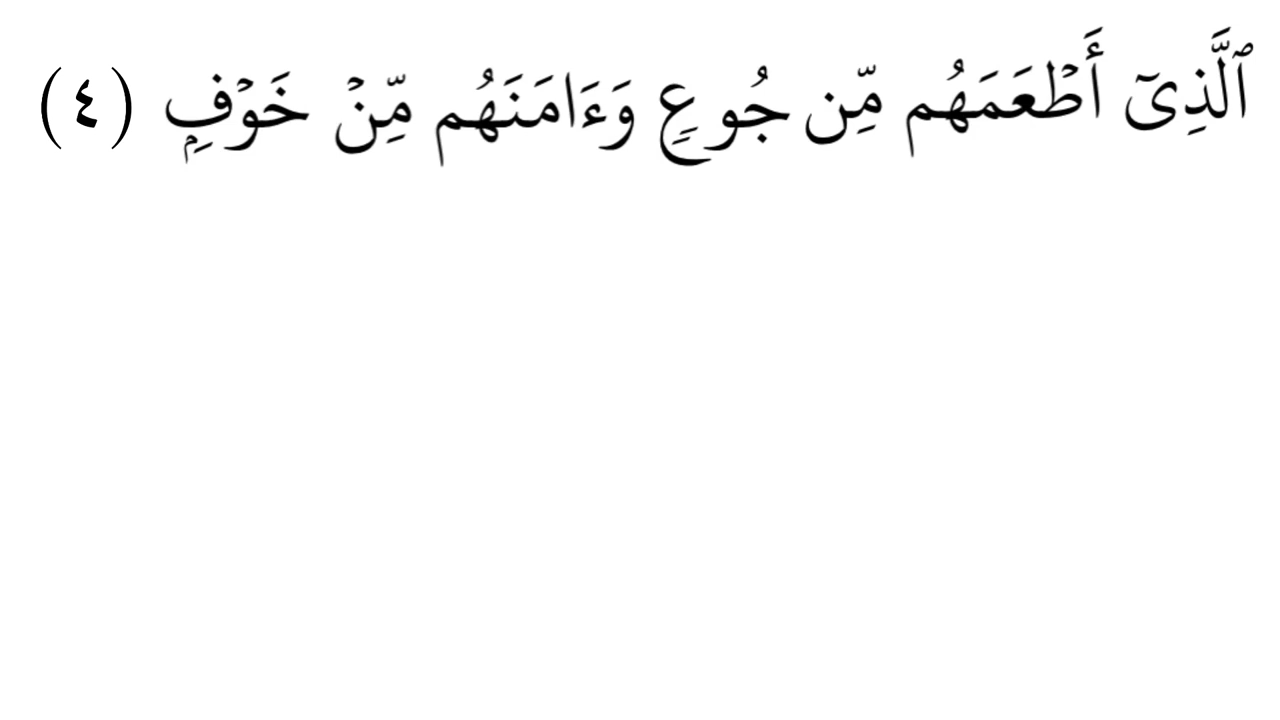 ٱلَّذِىٓ أَطْعَمَهُم مِّن جُوعٍ وَءَامَنَهُم مِّنْ خَوْفٍۭ (٤)